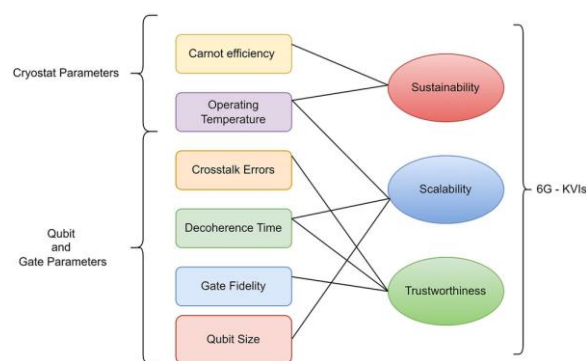 Cryostat Parameters
Qubit
and
Gate Parameters
Carnot efficiency
Operating
Temperature
Crosstalk Errors
Decoherence Time
Gate Fidelity
Qubit Size
Sustainability
Scalability
Trustworthiness
6G - KVIs